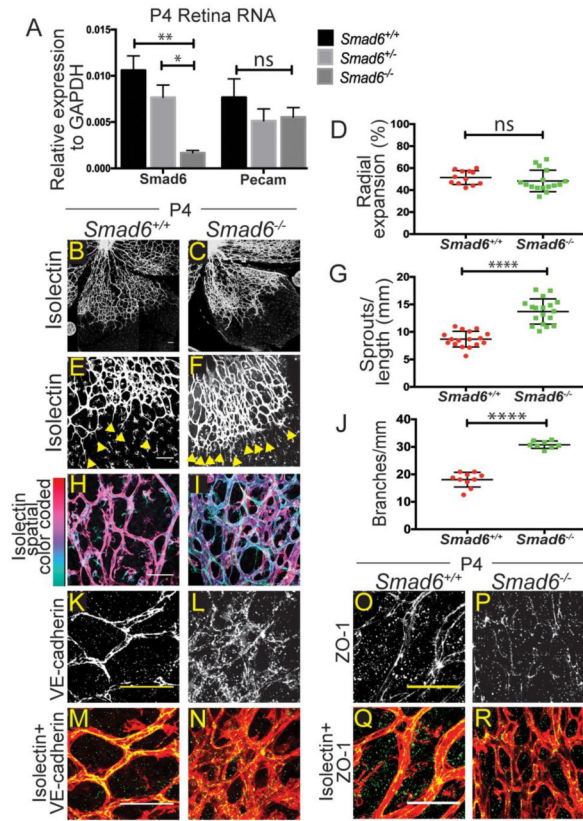 A
P4 Retina RNA
Relative expression
to GAPDH
0.015
0.010
0.005
0.000
**
*
ns
Smad6
Pecam
Smad6+/+
Smad6+/-
Smad6-/-
P4
Smad6+/+
Smad6-/-
Isolectin
B
C
Isolectin
E
F
Isolectin
spatial
color coded
H
I
VE-cadherin
K
L
Isolectin+
VE-cadherin
M
N
D
Radial
expansion (%)
100
80
60
40
20
0
ns
Smad6+/+
Smad6-/-
G
Sprouts/
length (mm)
20
15
10
5
0
****
Smad6+/+
Smad6-/-
J
Branches/mm
40
30
20
10
0
****
Smad6+/+
Smad6-/-
P4
Smad6+/+
Smad6-/-
ZO-1
O
P
Isolectin+
ZO-1
Q
R